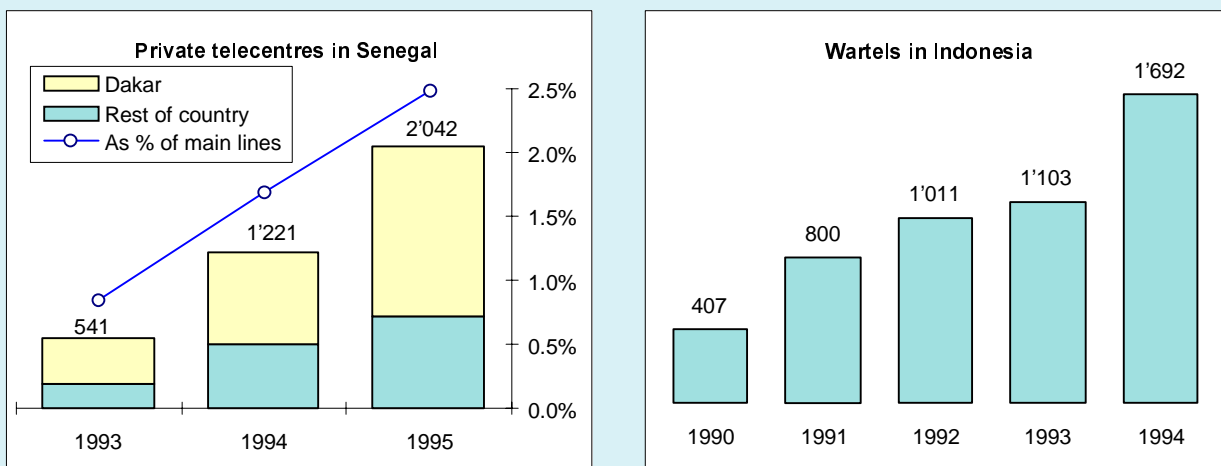 Private telecentres in Senegal
Dakar
Rest of country
As % of main lines
2.5%
2.0%
1.5%
1.0%
0.5%
0.0%
541
1’221
2’042
1993 1994 1995
Wartels in Indonesia
407
800
1’011
1’103
1’692
1990 1991 1992 1993 1994